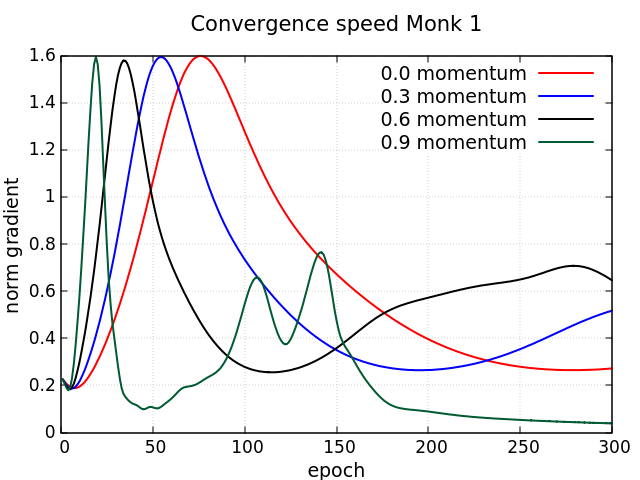 Convergence speed Monk 1
0.0 momentum
0.3 momentum
0.6 momentum
0.9 momentum
norm gradient
1.6
1.4
1.2
1
0.8
0.6
0.4
0.2
0
0 50 100 150 200 250 300
epoch